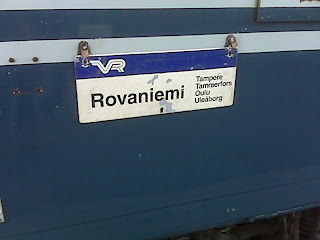 VR
Rovaniemi
Tampere
Tammerfors
Oulu
Uleåborg